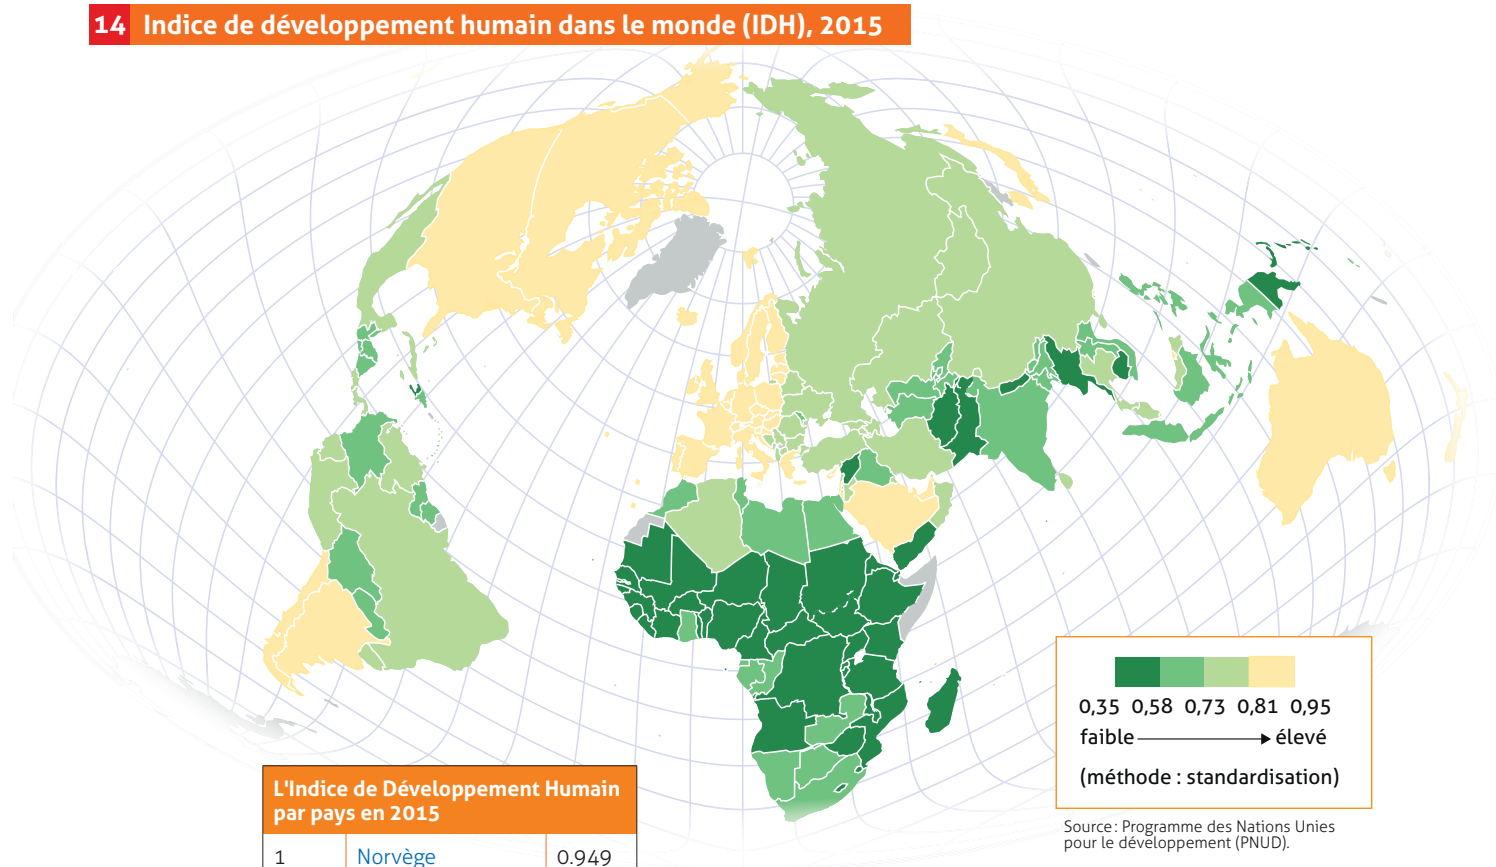 14 Indice de développement humain dans le monde (IDH), 2015
0,35 0,58 0,73 0,81 0,95
faible élevé
(méthode : standardisation)
Source : Programme des Nations Unies
pour le développement (PNUD).
L'Indice de Développement Humain
par pays en 2015
1 Norvège 0.949